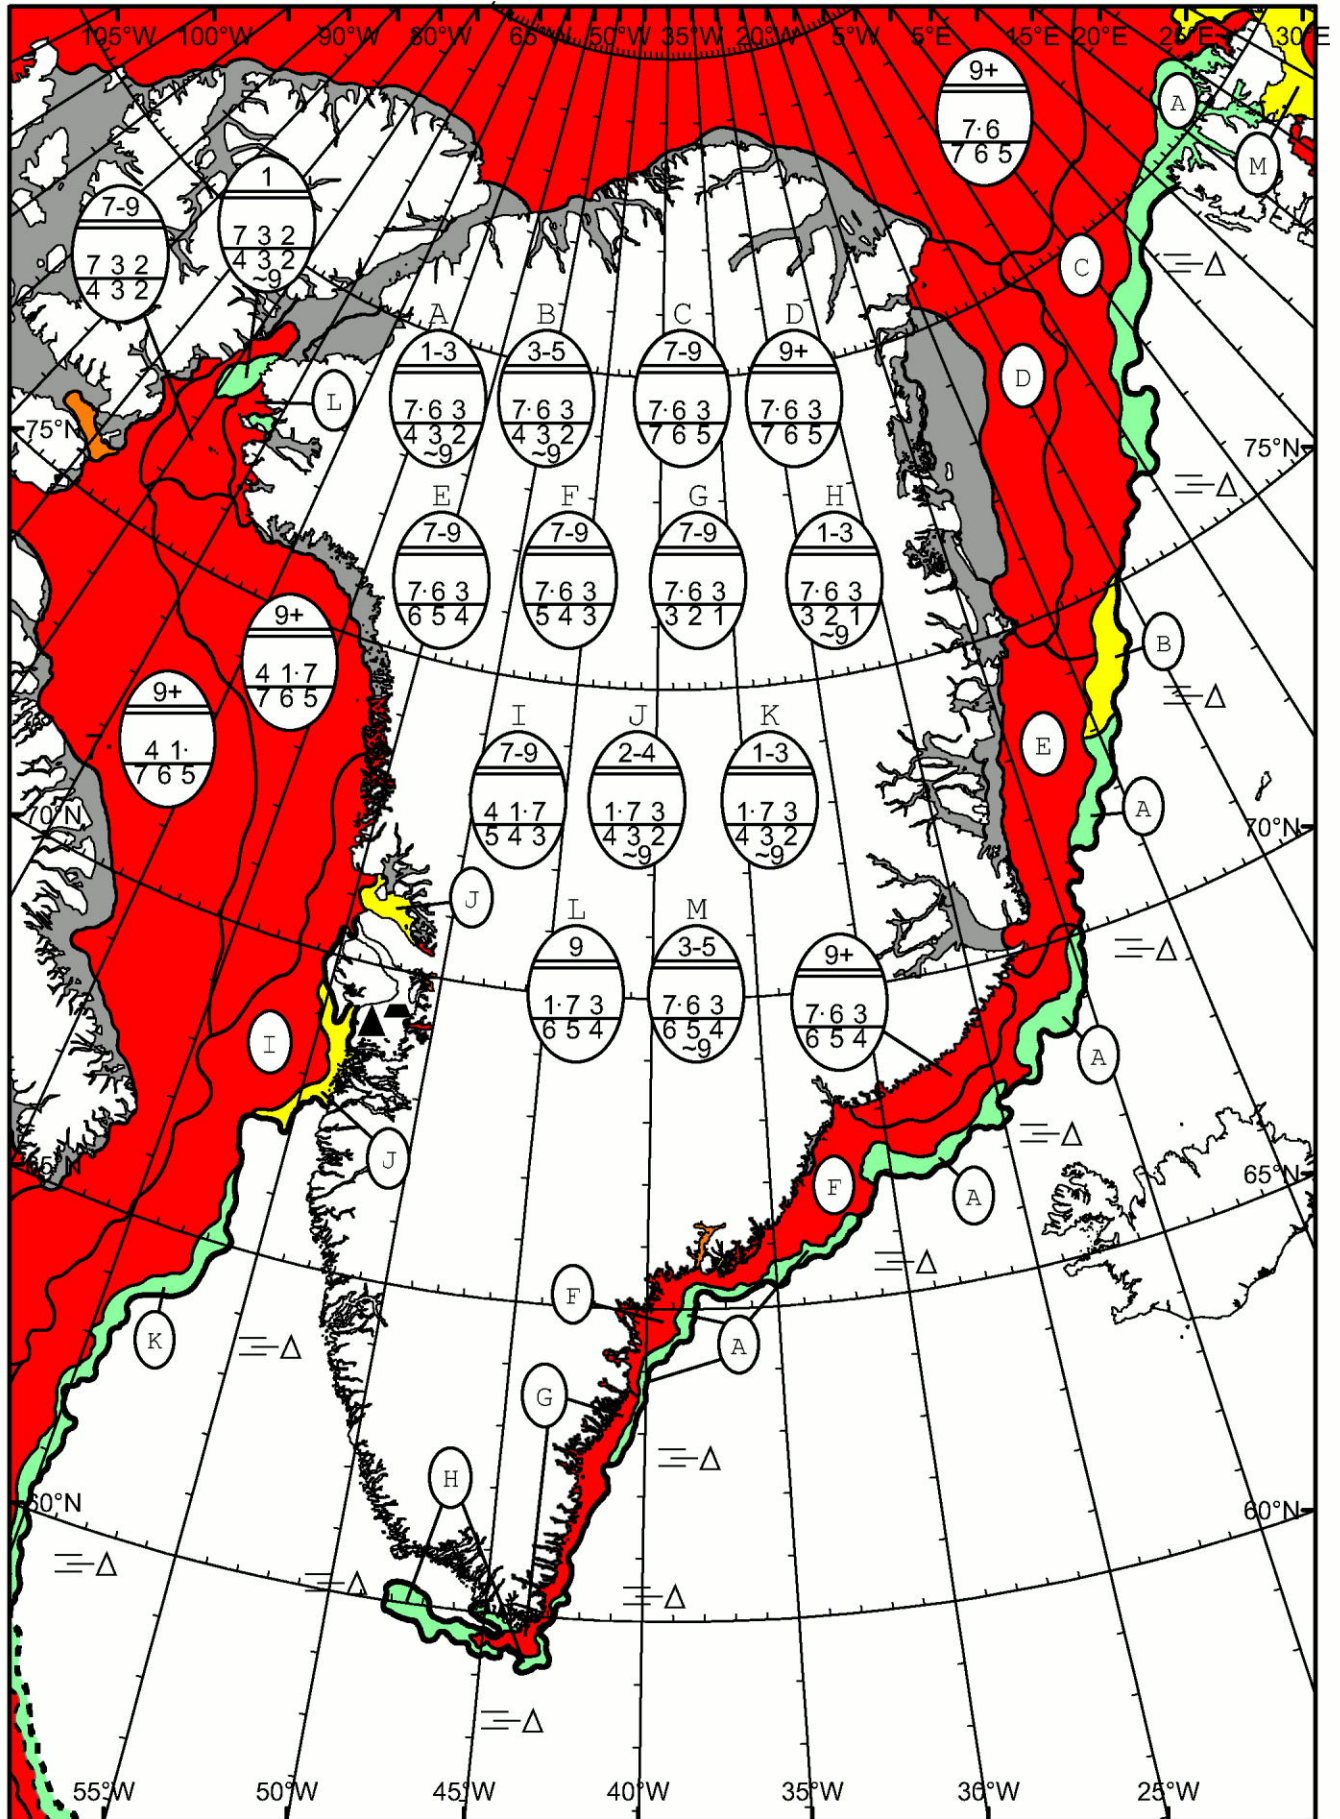 105°W 100°W 90°W 80°W 65°W 50°W 35°W 20°W 5°W 5°E 15°E 20°E 25°E 30°E
9+
7·6
7 6 5
A
M
1
7 3 2
4 3 2
~9
7-9
7 3 2
4 3 2
C
D
L
A B C D
1-3 3-5 7-9 9+
7·6 3 7·6 3 7·6 3 7·6 3
4 3 2 4 3 2 7 6 5 7 6 5
~9 ~9
75°N 75°N
E F G H
7-9 7-9 7-9 1-3
7·6 3 7·6 3 7·6 3 7·6 3
6 5 4 5 4 3 3 2 1 3 2 1
~9
9+
4 1·7
7 6 5
B
9+
4 1·
7 6 5
I J K
7-9 2-4 1-3
4 1·7 1·7 3 1·7 3
5 4 3 4 3 2 4 3 2
~9 ~9
E
A
70°N 70°N
J
L M
9 3-5 9+
1·7 3 7·6 3 7·6 3
6 5 4 6 5 4 6 5 4
~9
I
A
J
65°N 65°N
F
A
F
K
A
G
H
60°N 60°N
55°W 50°W 45°W 40°W 35°W 30°W 25°W